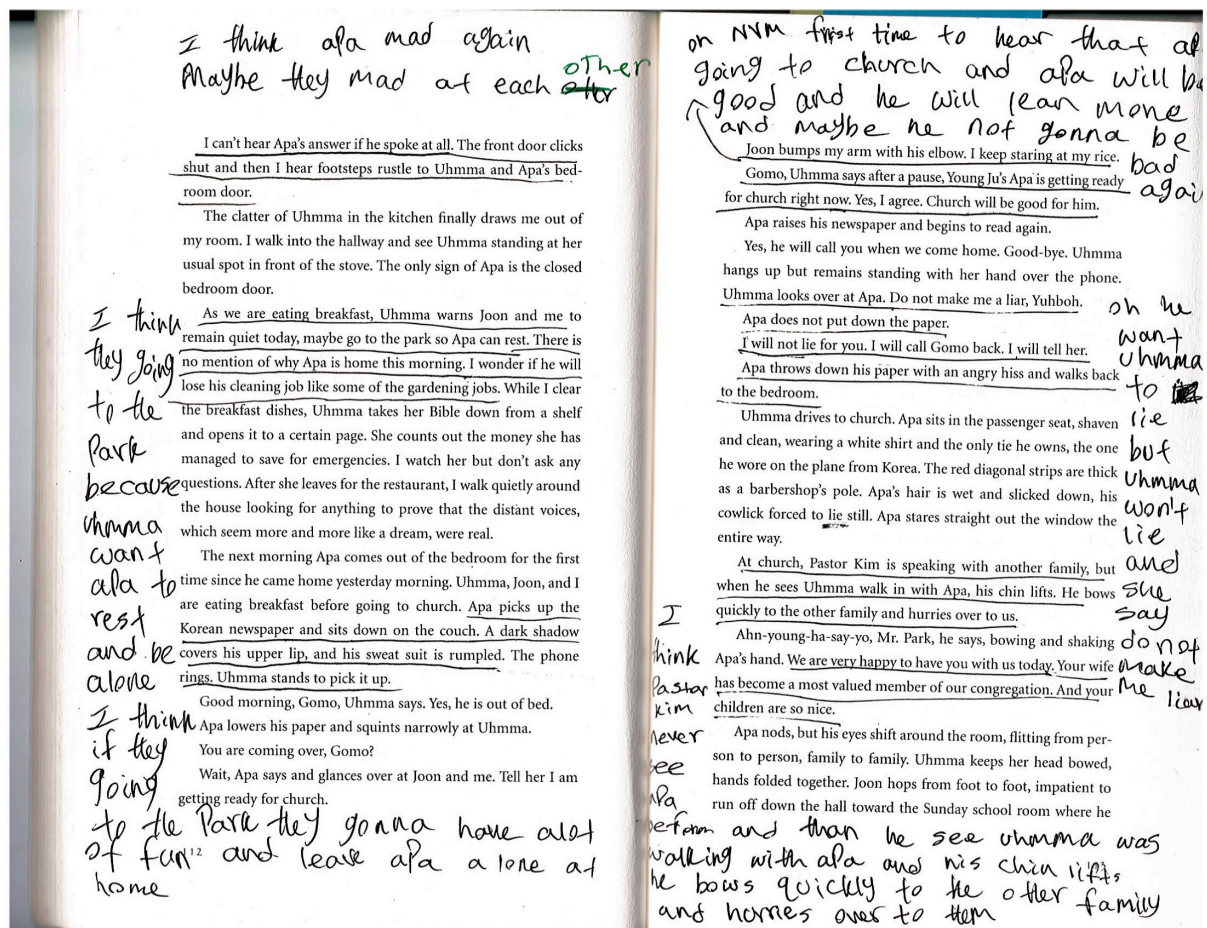 I think apa mad again
Maybe they mad at each other
I can't hear Apa's answer if he spoke at all. The front door clicks
shut and then I hear footsteps rustle to Uhmma and Apa's bed-
room door.
The clatter of Uhmma in the kitchen finally draws me out of
my room. I walk into the hallway and see Uhmma standing at her
usual spot in front of the stove. The only sign of Apa is the closed
bedroom door.
As we are eating breakfast, Uhmma warns Joon and me to
remain quiet today, maybe go to the park so Apa can rest. There is
no mention of why Apa is home this morning. I wonder if he will
lose his cleaning job like some of the gardening jobs. While I clear
the breakfast dishes, Uhmma takes her Bible down from a shelf
and opens it to a certain page. She counts out the money she has
managed to save for emergencies. I watch her but don't ask any
questions. After she leaves for the restaurant, I walk quietly around
the house looking for anything to prove that the distant voices,
which seem more and more like a dream, were real.
The next morning Apa comes out of the bedroom for the first
time since he came home yesterday morning. Uhmma, Joon, and I
are eating breakfast before going to church. Apa picks up the
Korean newspaper and sits down on the couch. A dark shadow
covers his upper lip, and his sweat suit is rumpled. The phone
rings. Uhmma stands to pick it up.
Good morning, Gomo, Uhmma says. Yes, he is out of bed.
Apa lowers his paper and squints narrowly at Uhmma.
You are coming over, Gomo?
Wait, Apa says and glances over at Joon and me. Tell her I am
getting ready for church.
I think
they going
to the
Park
because
uhmma
want
apa to
rest
and be
alone
I think
if they
going
to the Park they gonna have alot
of fun and leave apa alone at
home
12
oh NVM frist time to hear that ap
going to church and apa will be
good and he will lean mone
and maybe he not gonna be
bad
again
Joon bumps my arm with his elbow. I keep staring at my rice.
Gomo, Uhmma says after a pause, Young Ju's Apa is getting ready
for church right now. Yes, I agree. Church will be good for him.
Apa raises his newspaper and begins to read again.
Yes, he will call you when we come home. Good-bye. Uhmma
hangs up but remains standing with her hand over the phone.
Uhmma looks over at Apa. Do not make me a liar, Yuhboh.
Apa does not put down the paper.
I will not lie for you. I will call Gomo back. I will tell her.
Apa throws down his paper with an angry hiss and walks back
to the bedroom.
Uhmma drives to church. Apa sits in the passenger seat, shaven
and clean, wearing a white shirt and the only tie he owns, the one
he wore on the plane from Korea. The red diagonal strips are thick
as a barbershop's pole. Apa's hair is wet and slicked down, his
cowlick forced to lie still. Apa stares straight out the window the
entire way.
At church, Pastor Kim is speaking with another family, but
when he sees Uhmma walk in with Apa, his chin lifts. He bows
quickly to the other family and hurries over to us.
Ahn-young-ha-say-yo, Mr. Park, he says, bowing and shaking
Apa's hand. We are very happy to have you with us today. Your wife
has become a most valued member of our congregation. And your
children are so nice.
Apa nods, but his eyes shift around the room, flitting from per-
son to person, family to family. Uhmma keeps her head bowed,
hands folded together. Joon hops from foot to foot, impatient to
run off down the hall toward the Sunday school room where he
oh he
want
uhmma
to
lie
but
uhmma
won't
lie
and
she
say
do not
make
me liar
I
think
Pastor
kim
never
see
apa
before and than he see uhmma was
walking with apa and his chin lifts
he bows quickly to the other family
and horries over to them